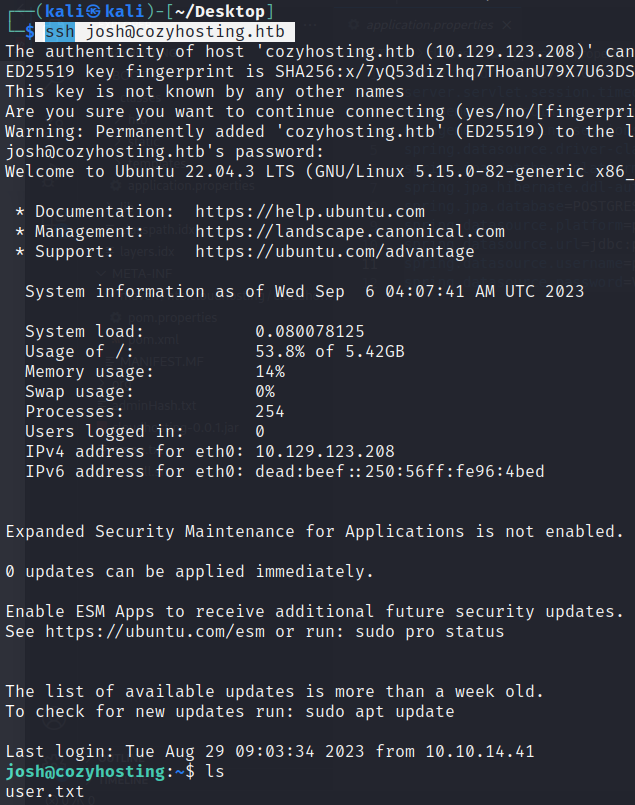 ┌──(kali㉿kali)-[~/Desktop]
└─$ ssh josh@cozyhosting.htb
The authenticity of host 'cozyhosting.htb (10.129.123.208)' can
ED25519 key fingerprint is SHA256:x/7yQ53dizlhq7THoanU79X7U63DS
This key is not known by any other names
Are you sure you want to continue connecting (yes/no/[fingerpri
Warning: Permanently added 'cozyhosting.htb' (ED25519) to the l
josh@cozyhosting.htb's password:
Welcome to Ubuntu 22.04.3 LTS (GNU/Linux 5.15.0-82-generic x86_
* Documentation: https://help.ubuntu.com
* Management: https://landscape.canonical.com
* Support: https://ubuntu.com/advantage
System information as of Wed Sep 6 04:07:41 AM UTC 2023
System load: 0.080078125
Usage of /: 53.8% of 5.42GB
Memory usage: 14%
Swap usage: 0%
Processes: 254
Users logged in: 0
IPv4 address for eth0: 10.129.123.208
IPv6 address for eth0: dead:beef::250:56ff:fe96:4bed
Expanded Security Maintenance for Applications is not enabled.
0 updates can be applied immediately.
Enable ESM Apps to receive additional future security updates.
See https://ubuntu.com/esm or run: sudo pro status
The list of available updates is more than a week old.
To check for new updates run: sudo apt update
Last login: Tue Aug 29 09:03:34 2023 from 10.10.14.41
josh@cozyhosting:~$ ls
user.txt